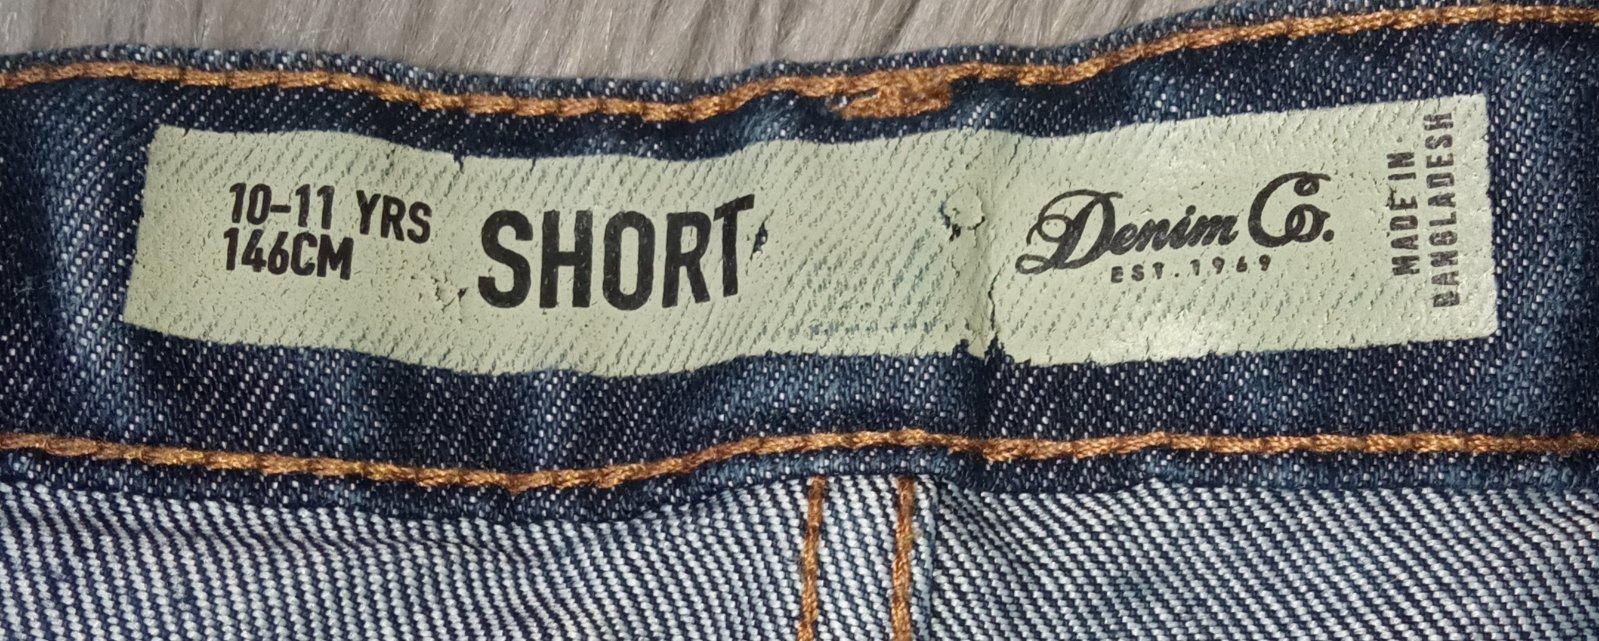 10-11 YRS
146CM
SHORT
Denim Co.
EST. 1969
MADE IN
BANGLADESH